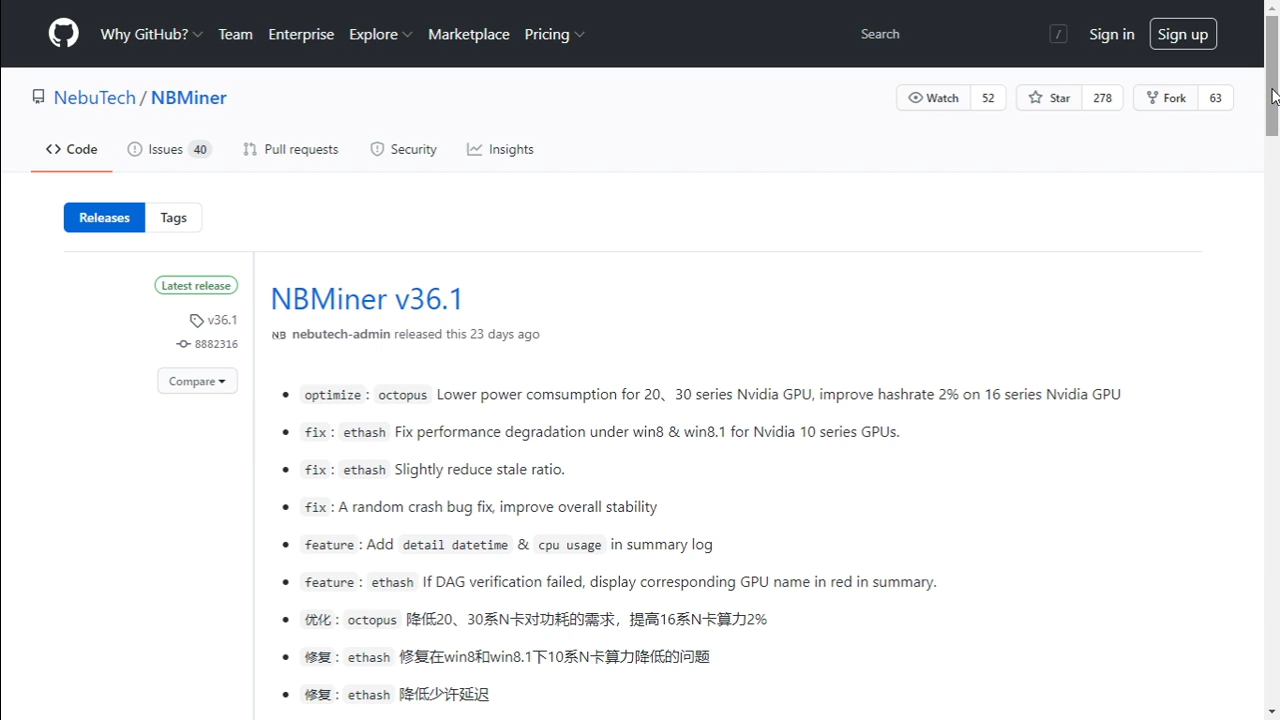 Why GitHub? Team Enterprise Explore Marketplace Pricing Search / Sign in Sign up
NebuTech / NBMiner Watch 52 Star 278 Fork 63
<> Code Issues 40 Pull requests Security Insights
Releases Tags
Latest release
v36.1
8882316
Compare
NBMiner v36.1
NB nebutech-admin released this 23 days ago
• optimize : octopus Lower power comsumption for 20、30 series Nvidia GPU, improve hashrate 2% on 16 series Nvidia GPU
• fix : ethash Fix performance degradation under win8 & win8.1 for Nvidia 10 series GPUs.
• fix : ethash Slightly reduce stale ratio.
• fix : A random crash bug fix, improve overall stability
• feature : Add detail datetime & cpu usage in summary log
• feature : ethash If DAG verification failed, display corresponding GPU name in red in summary.
• 优化 : octopus 降低20、30系N卡对功耗的需求，提高16系N卡算力2%
• 修复 : ethash 修复在win8和win8.1下10系N卡算力降低的问题
• 修复 : ethash 降低少许延迟